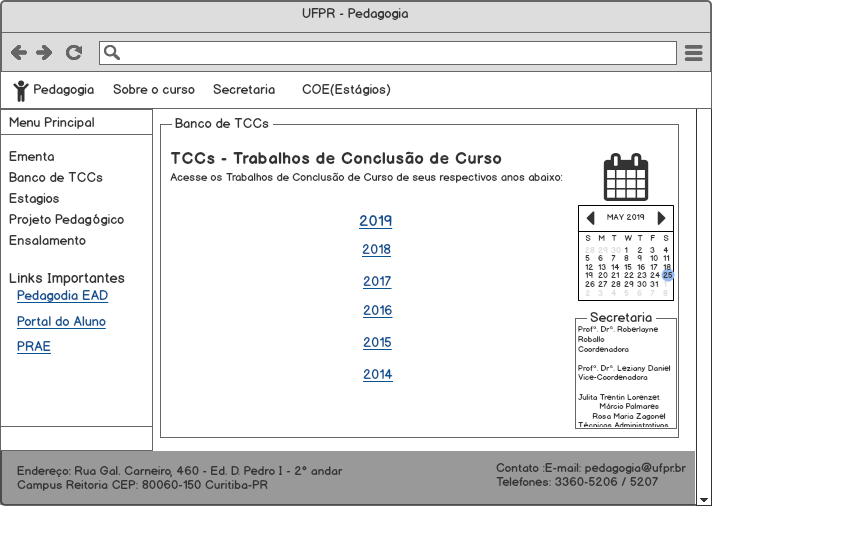 UFPR - Pedagogia
Pedagogia Sobre o curso Secretaria COE(Estágios)
Menu Principal
Ementa
Banco de TCCs
Estagios
Projeto Pedagógico
Ensalamento
Links Importantes
Pedagodia EAD
Portal do Aluno
PRAE
Banco de TCCs
TCCs - Trabalhos de Conclusão de Curso
Acesse os Trabalhos de Conclusão de Curso de seus respectivos anos abaixo:
2019
2018
2017
2016
2015
2014
MAY 2019
S M T W T F S
28 29 30 1 2 3 4
5 6 7 8 9 10 11
12 13 14 15 16 17 18
19 20 21 22 23 24 25
26 27 28 29 30 31 1
2 3 4 5 6 7 8
Secretaria
Profª. Drª. Roberlayne
Roballo
Coordenadora
Profª. Drª. Leziany Daniel
Vice-Coordenadora
Julita Trentin Lorenzet
Márcio Palmares
Rosa Maria Zagonel
Técnicos Administrativos
Endereço: Rua Gal. Carneiro, 460 - Ed. D. Pedro I - 2° andar
Campus Reitoria CEP: 80060-150 Curitiba-PR
Contato :E-mail: pedagogia@ufpr.br
Telefones: 3360-5206 / 5207